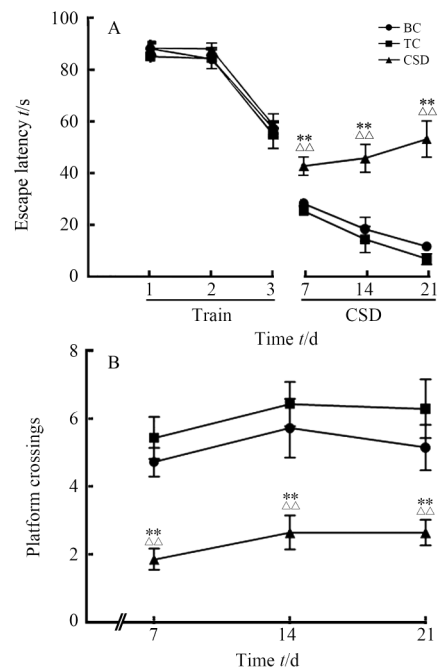 A
BC
TC
CSD
Escape latency t/s
100
80
60
40
20
0
**
△△
**
△△
**
△△
1 2 3 7 14 21
Train CSD
Time t/d
B
Platform crossings
8
6
4
2
0
**
△△
**
△△
**
△△
7 14 21
Time t/d